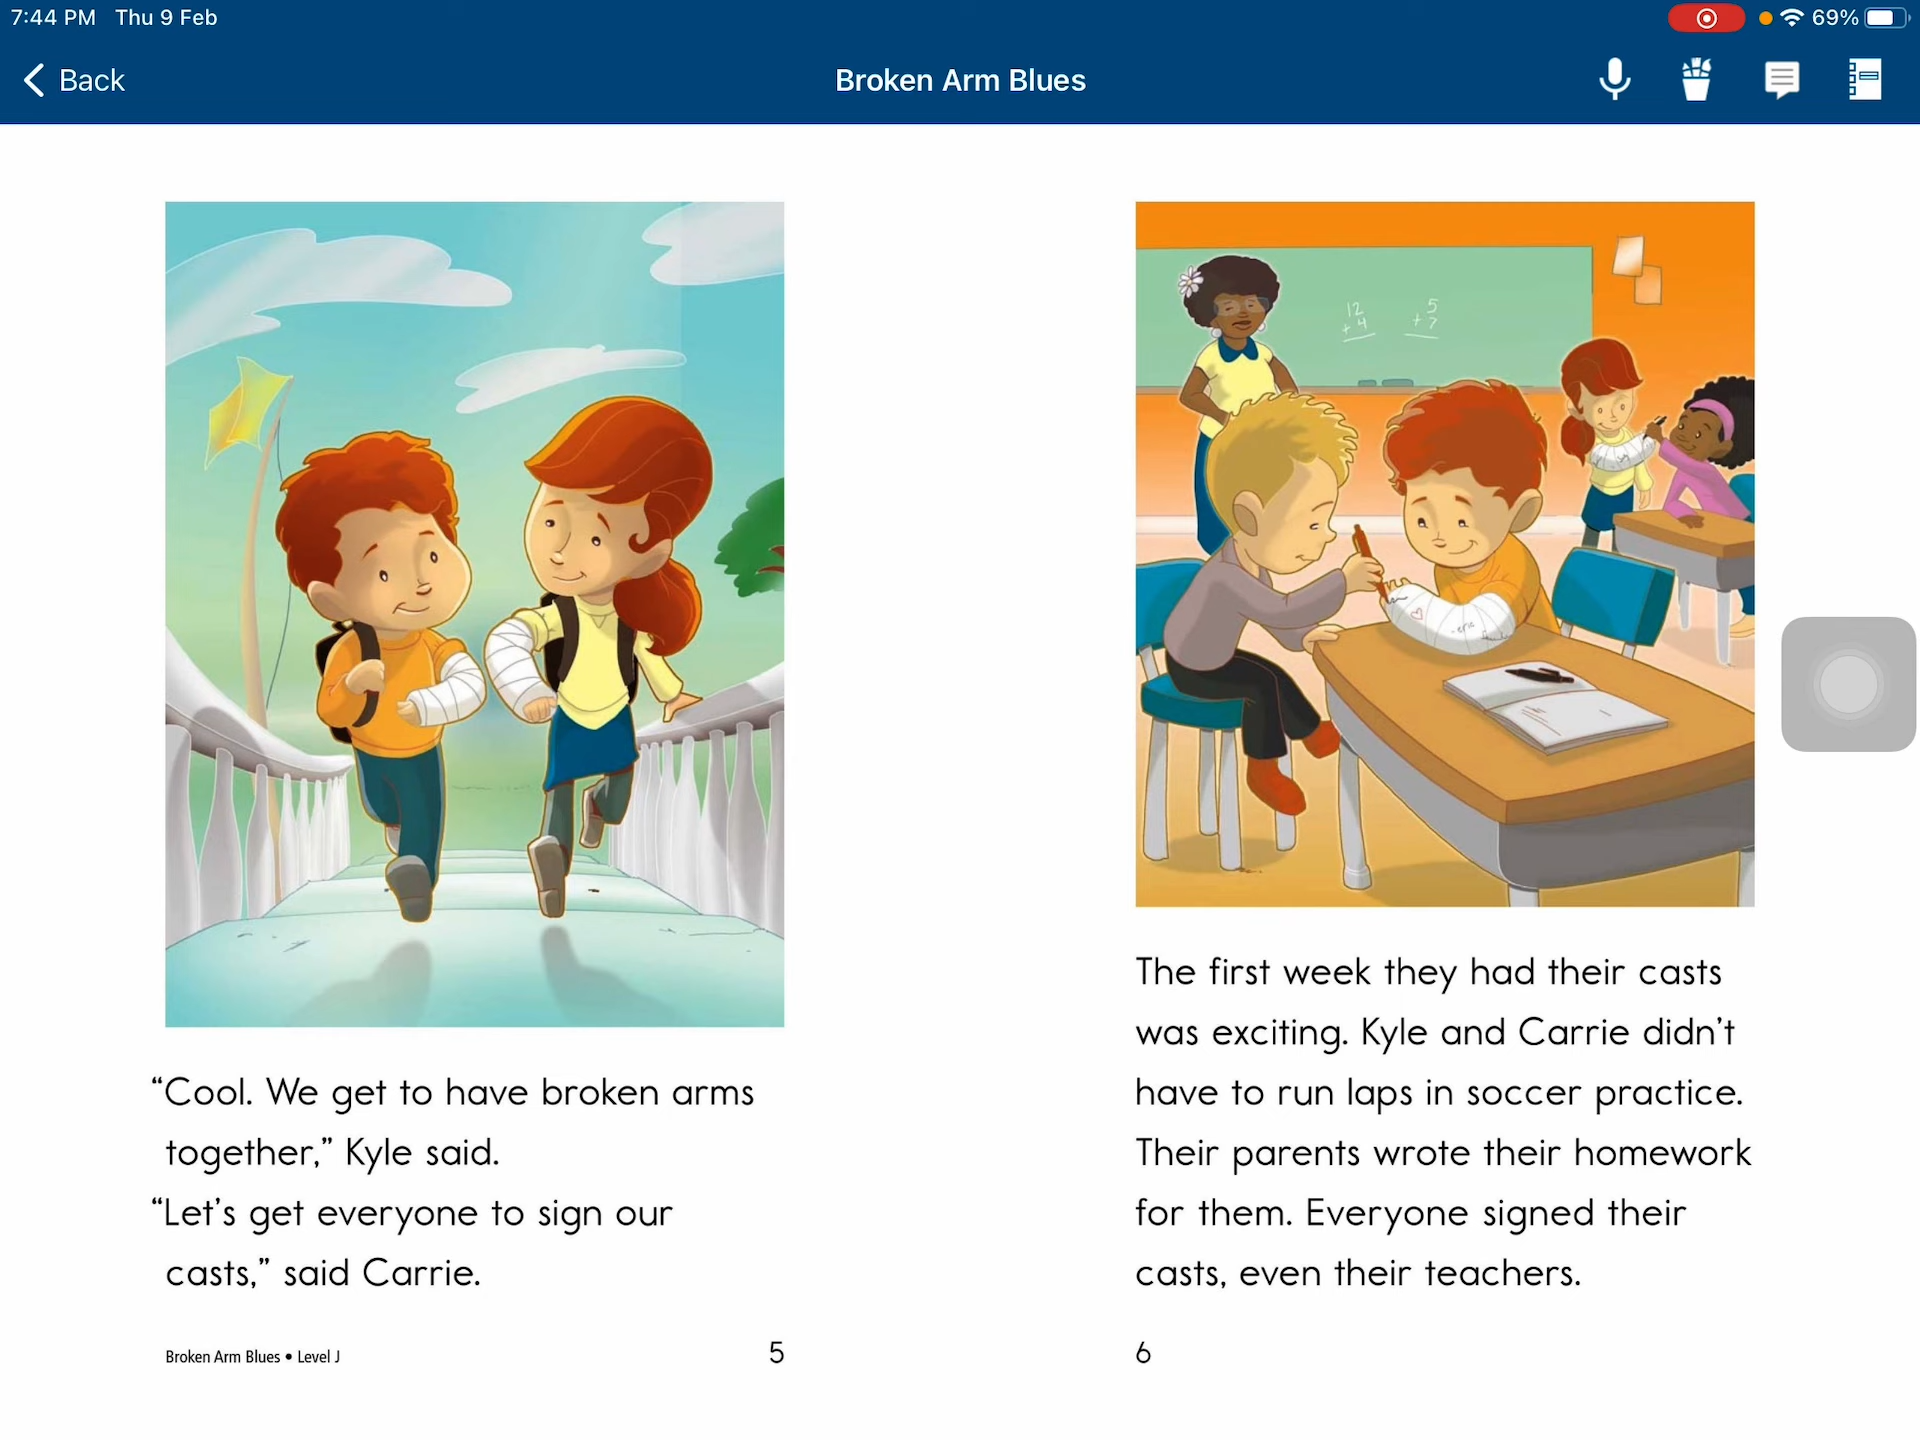 7:44 PM Thu 9 Feb
69%
Back
Broken Arm Blues
12
+ 4
5
+ 7
“Cool. We get to have broken arms
together,” Kyle said.
“Let’s get everyone to sign our
casts,” said Carrie.
Broken Arm Blues • Level J
5
The first week they had their casts
was exciting. Kyle and Carrie didn’t
have to run laps in soccer practice.
Their parents wrote their homework
for them. Everyone signed their
casts, even their teachers.
6